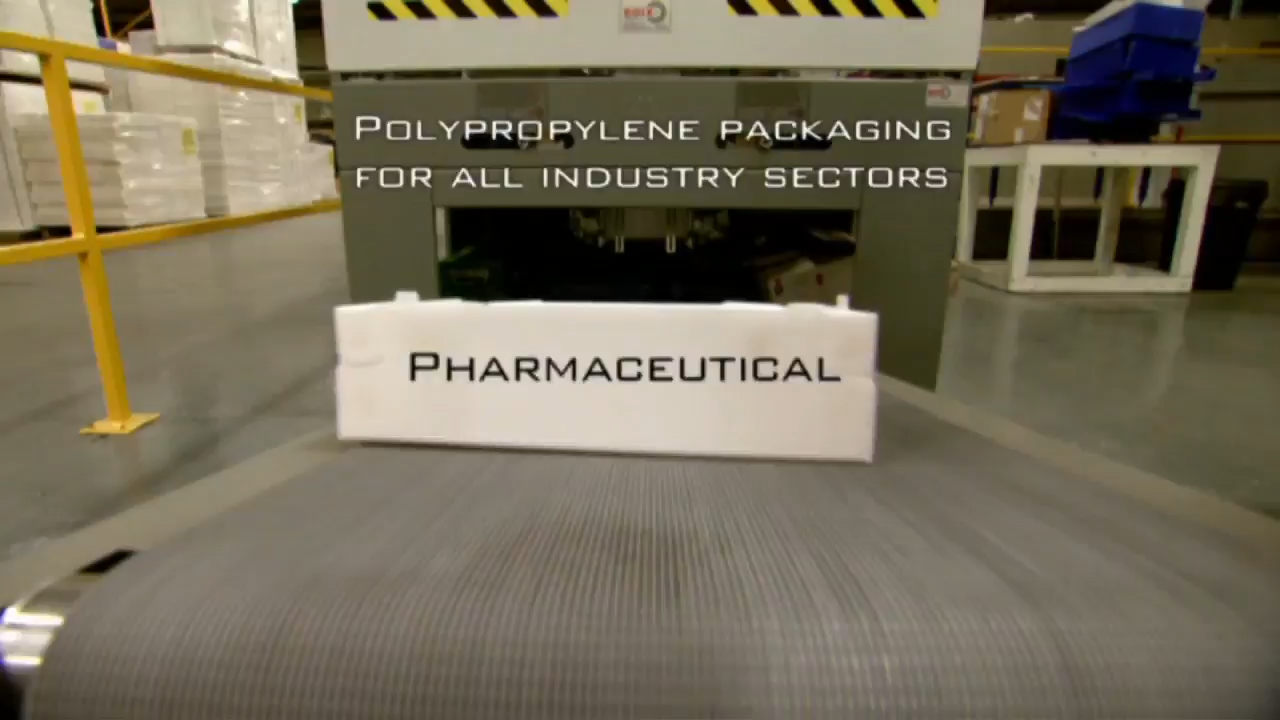 Polypropylene packaging
for all industry sectors
Pharmaceutical